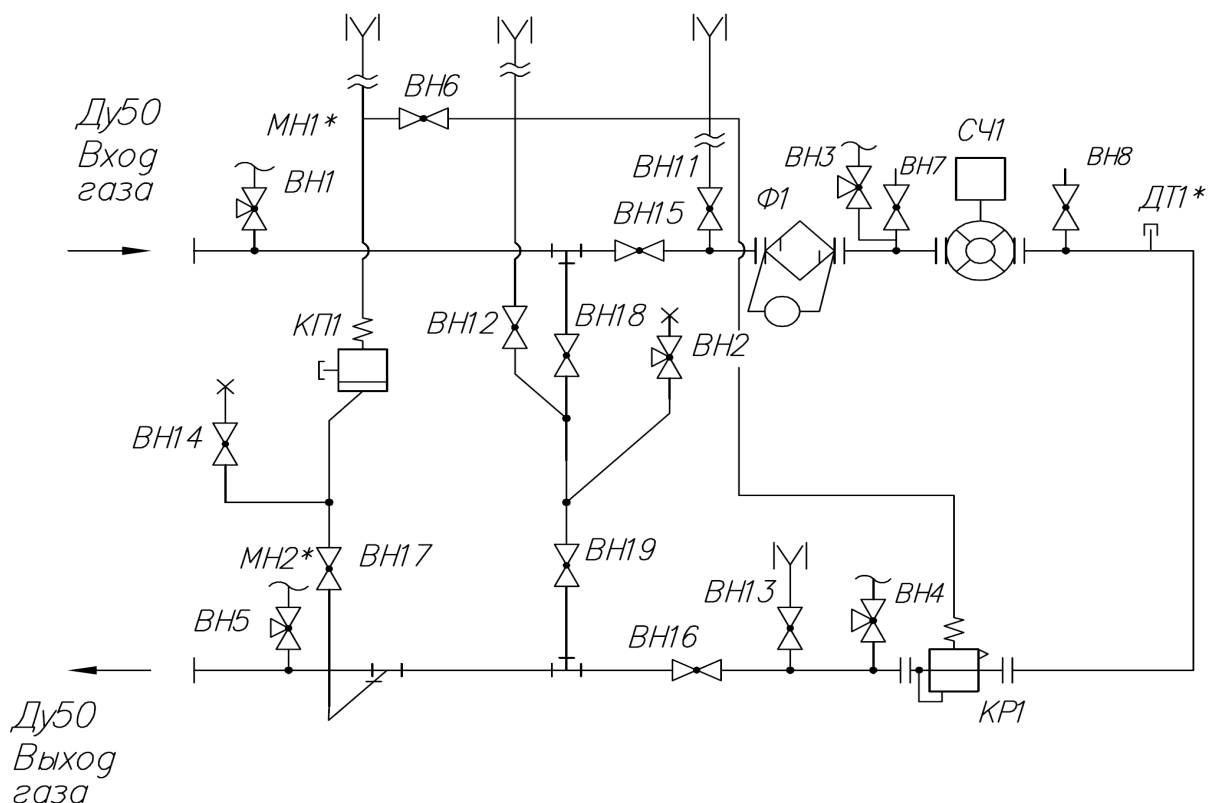 ВН6
МН1*
Ду50
Вход
газа
ВН1
ВН11
ВН15
Ф1
ВН3
ВН7
СЧ1
ВН8
ДТ1*
КП1
ВН12
ВН18
ВН2
ВН14
МН2*
ВН17
ВН19
ВН5
ВН16
ВН13
ВН4
КР1
Ду50
Выход
газа